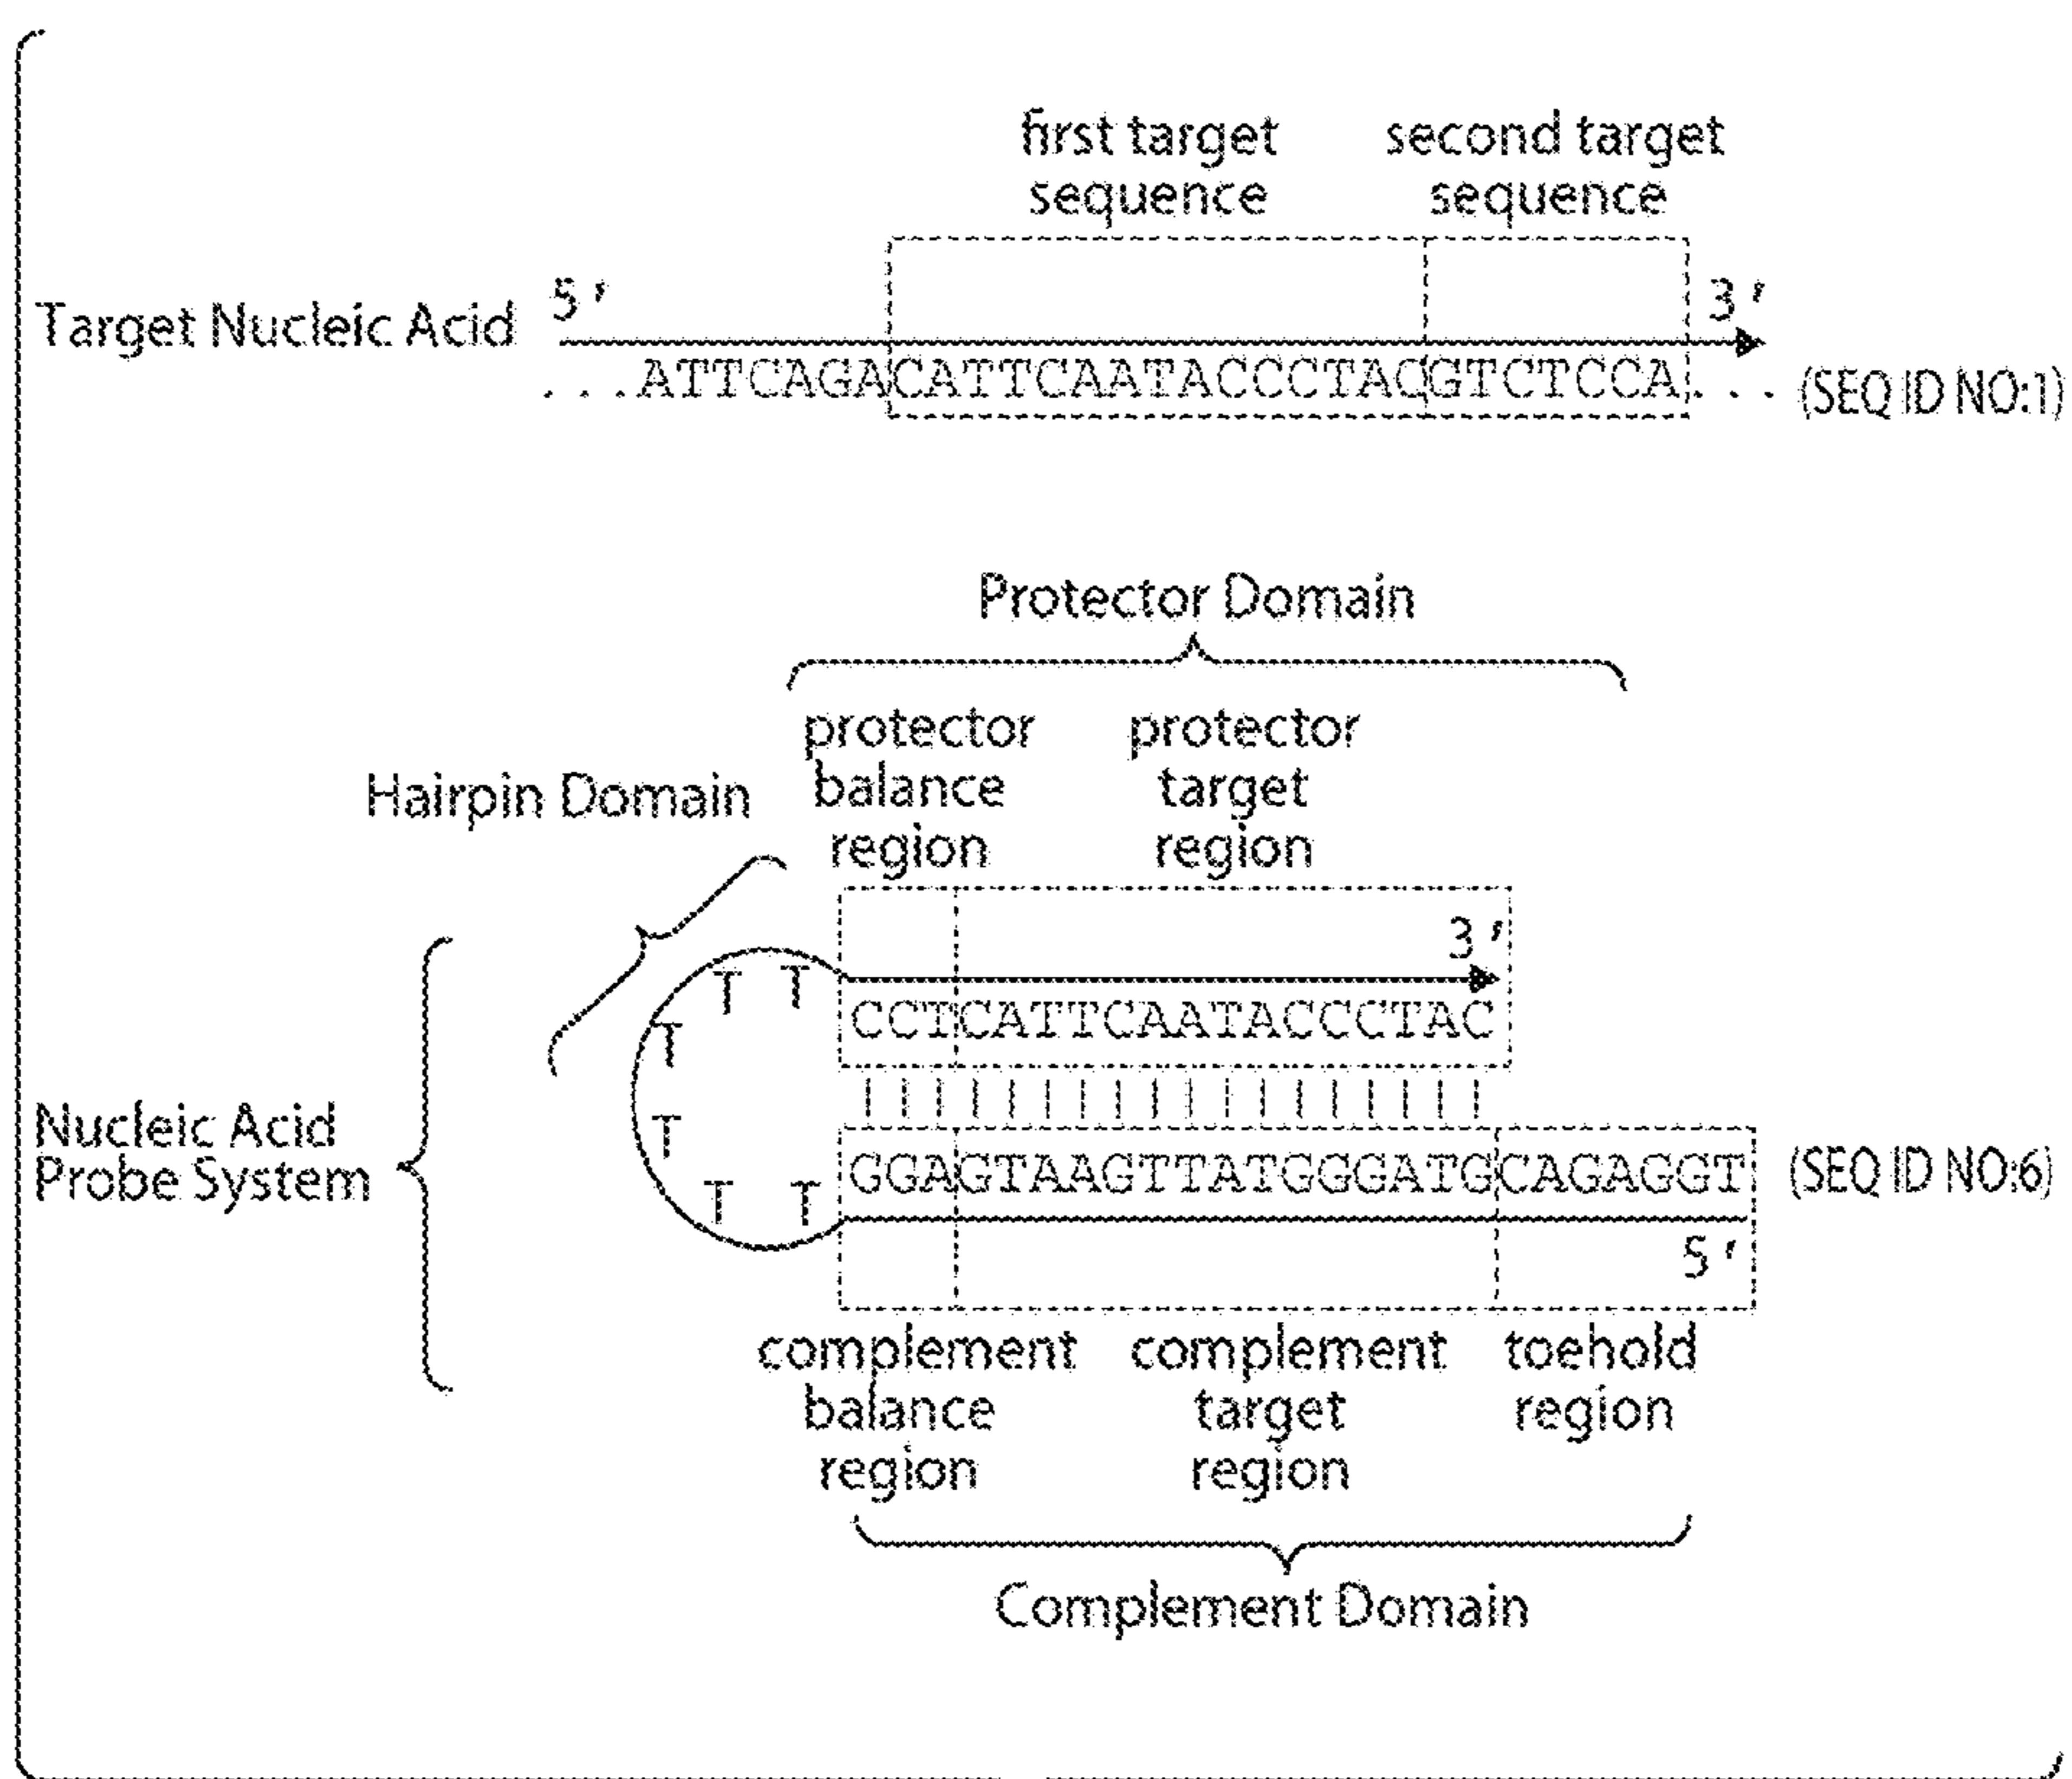 first target
sequence
second target
sequence
Target Nucleic Acid
5'
3'
...ATTCAGACATTCAATACCCTACGTCTCCA... (SEQ ID NO:1)
Protector Domain
protector
balance
region
protector
target
region
Hairpin Domain
3'
T T
CCTCATTCAATACCCTAC
T
Nucleic Acid
Probe System
T
T T
GGAGTAAGTTATGGGATGCAGAGGT (SEQ ID NO:6)
5'
complement
balance
region
complement
target
region
toehold
region
Complement Domain